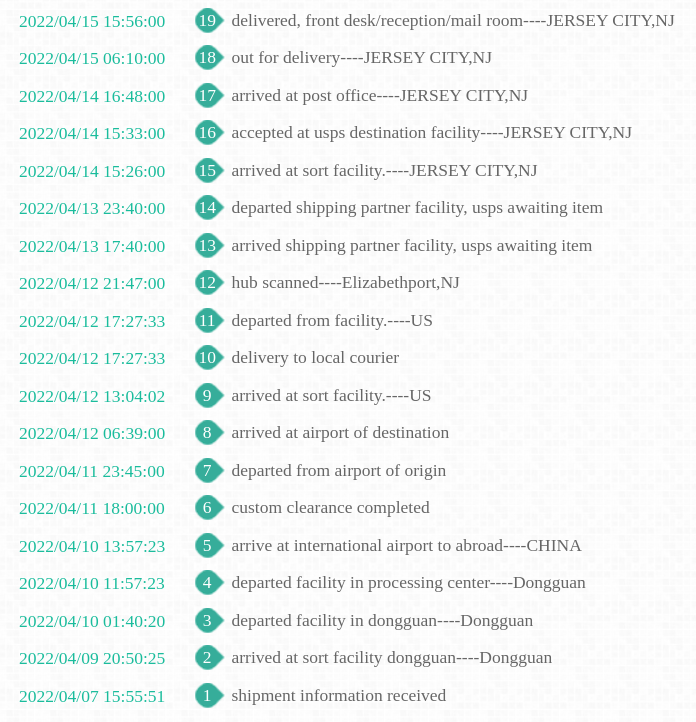 2022/04/15 15:56:00 19 delivered, front desk/reception/mail room----JERSEY CITY,NJ
2022/04/15 06:10:00 18 out for delivery----JERSEY CITY,NJ
2022/04/14 16:48:00 17 arrived at post office----JERSEY CITY,NJ
2022/04/14 15:33:00 16 accepted at usps destination facility----JERSEY CITY,NJ
2022/04/14 15:26:00 15 arrived at sort facility.----JERSEY CITY,NJ
2022/04/13 23:40:00 14 departed shipping partner facility, usps awaiting item
2022/04/13 17:40:00 13 arrived shipping partner facility, usps awaiting item
2022/04/12 21:47:00 12 hub scanned----Elizabethport,NJ
2022/04/12 17:27:33 11 departed from facility.----US
2022/04/12 17:27:33 10 delivery to local courier
2022/04/12 13:04:02 9 arrived at sort facility.----US
2022/04/12 06:39:00 8 arrived at airport of destination
2022/04/11 23:45:00 7 departed from airport of origin
2022/04/11 18:00:00 6 custom clearance completed
2022/04/10 13:57:23 5 arrive at international airport to abroad----CHINA
2022/04/10 11:57:23 4 departed facility in processing center----Dongguan
2022/04/10 01:40:20 3 departed facility in dongguan----Dongguan
2022/04/09 20:50:25 2 arrived at sort facility dongguan----Dongguan
2022/04/07 15:55:51 1 shipment information received